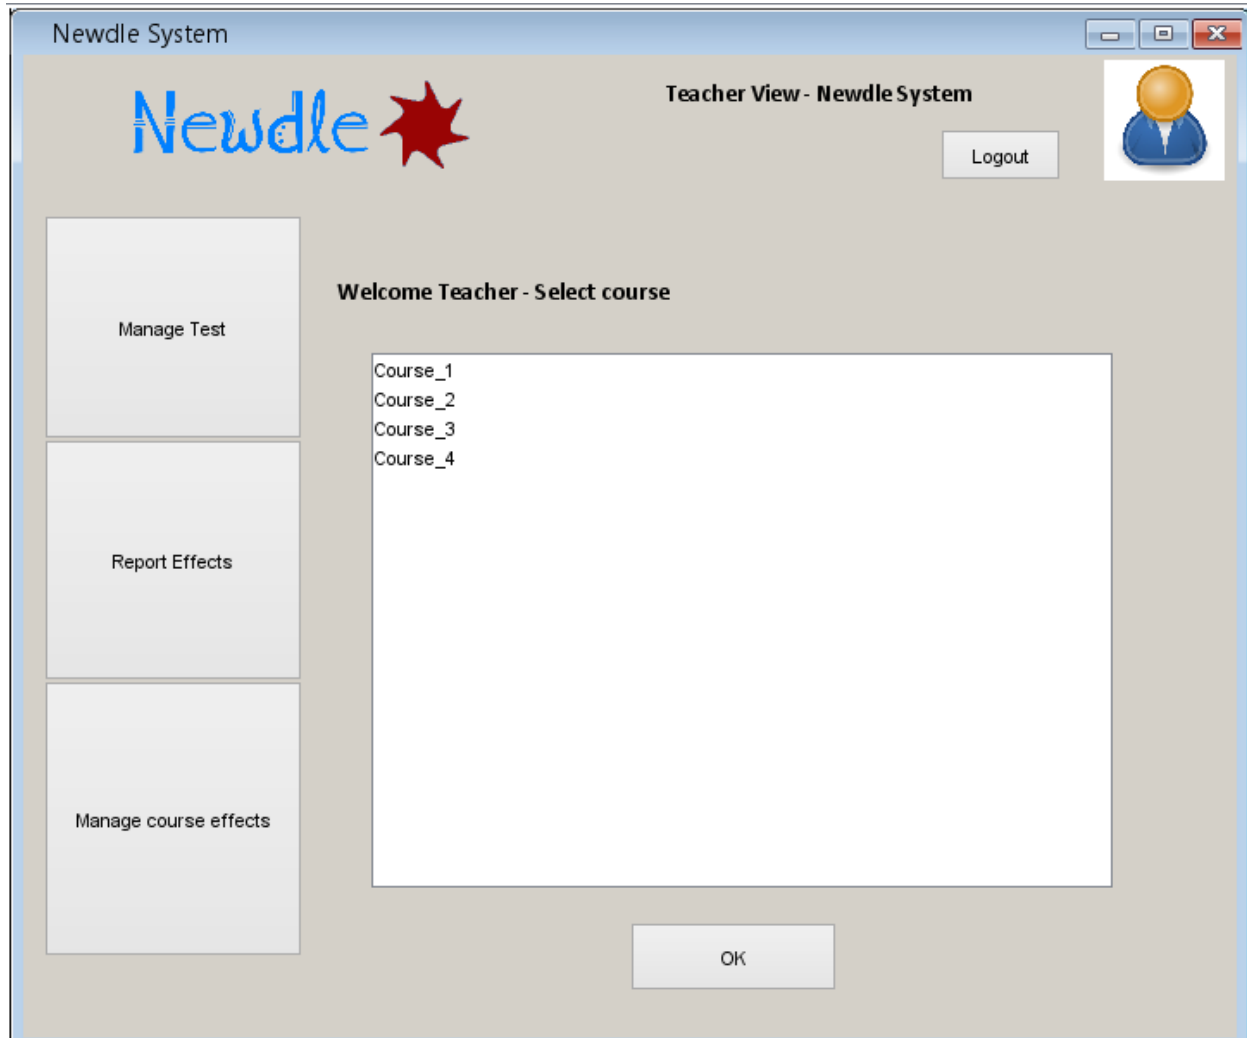 Newdle System
Newdle
Teacher View - Newdle System
Logout
Manage Test
Report Effects
Manage course effects
Welcome Teacher - Select course
Course_1
Course_2
Course_3
Course_4
OK